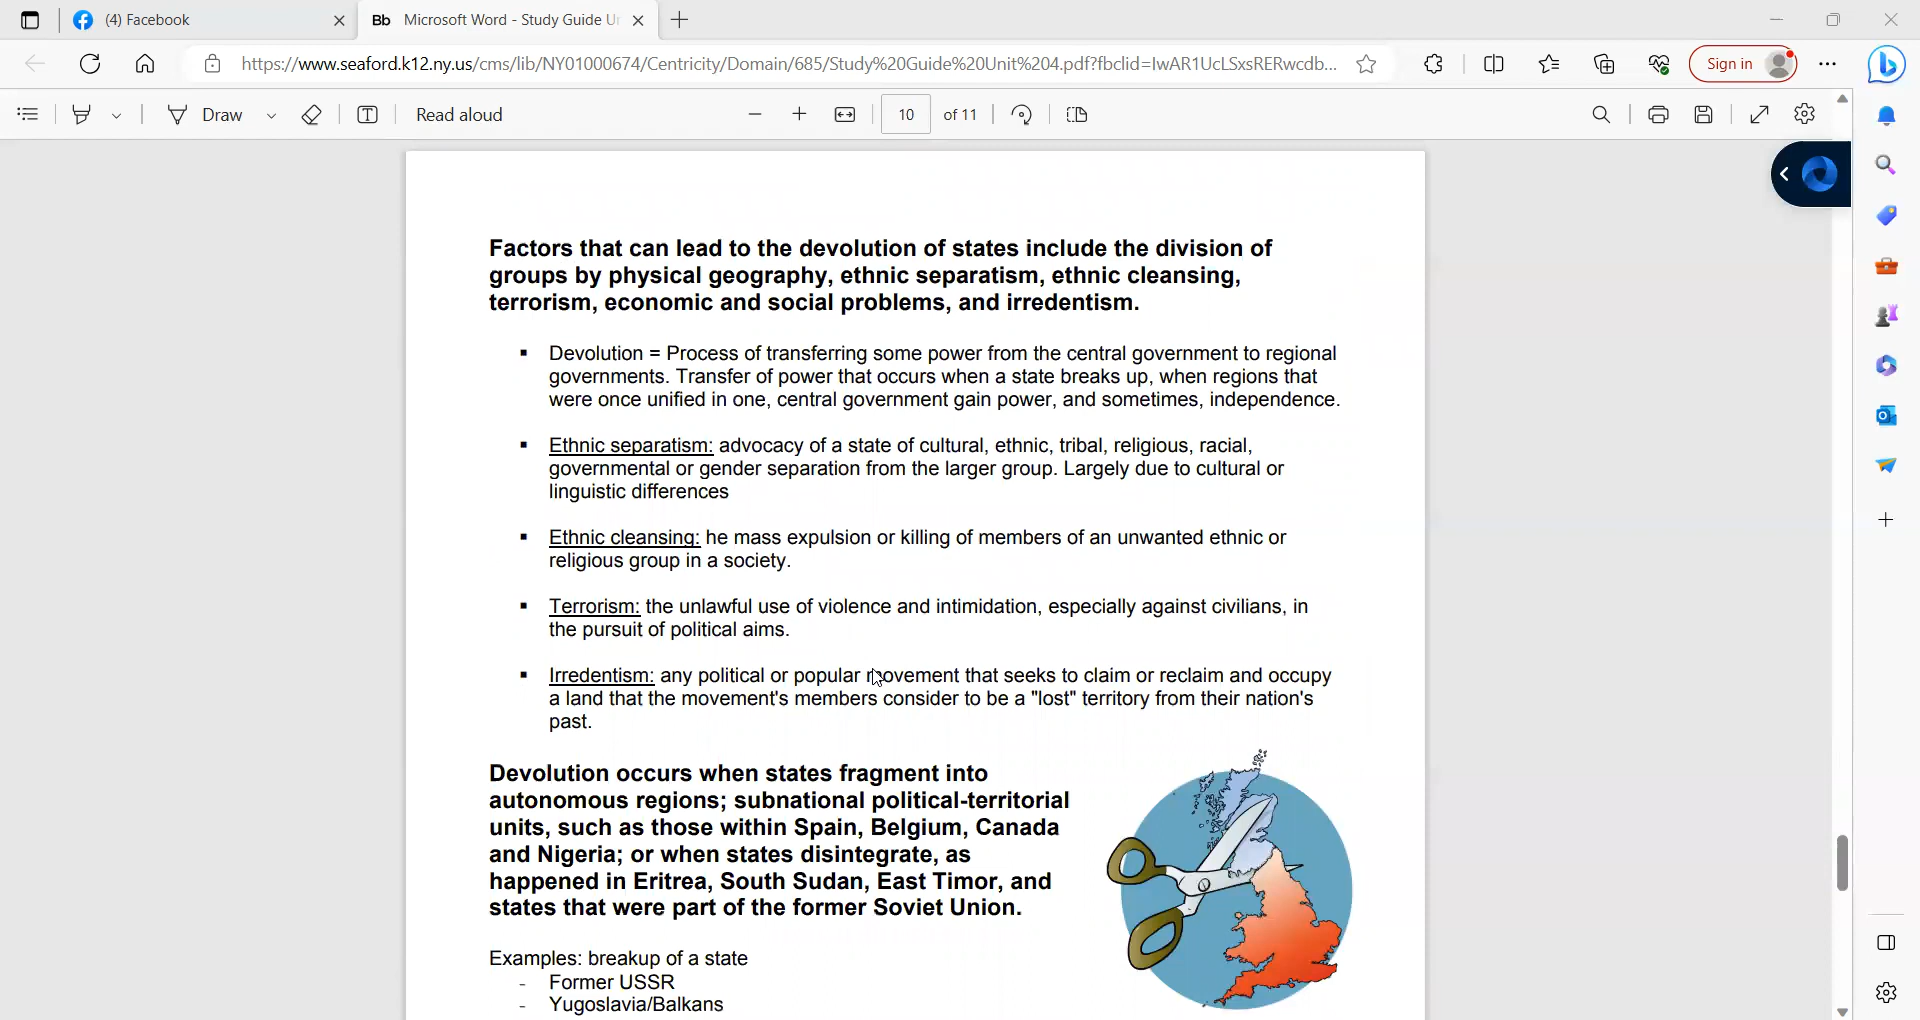 (4) Facebook
Bb Microsoft Word - Study Guide Ur
https://www.seaford.k12.ny.us/cms/lib/NY01000674/Centricity/Domain/685/Study%20Guide%20Unit%204.pdf?fbclid=IwAR1UcLSxsRERwcdb...
Sign in
Draw
Read aloud
10 of 11
Factors that can lead to the devolution of states include the division of
groups by physical geography, ethnic separatism, ethnic cleansing,
terrorism, economic and social problems, and irredentism.
▪ Devolution = Process of transferring some power from the central government to regional
governments. Transfer of power that occurs when a state breaks up, when regions that
were once unified in one, central government gain power, and sometimes, independence.
▪ Ethnic separatism: advocacy of a state of cultural, ethnic, tribal, religious, racial,
governmental or gender separation from the larger group. Largely due to cultural or
linguistic differences
▪ Ethnic cleansing: he mass expulsion or killing of members of an unwanted ethnic or
religious group in a society.
▪ Terrorism: the unlawful use of violence and intimidation, especially against civilians, in
the pursuit of political aims.
▪ Irredentism: any political or popular movement that seeks to claim or reclaim and occupy
a land that the movement's members consider to be a "lost" territory from their nation's
past.
Devolution occurs when states fragment into
autonomous regions; subnational political-territorial
units, such as those within Spain, Belgium, Canada
and Nigeria; or when states disintegrate, as
happened in Eritrea, South Sudan, East Timor, and
states that were part of the former Soviet Union.
Examples: breakup of a state
- Former USSR
- Yugoslavia/Balkans